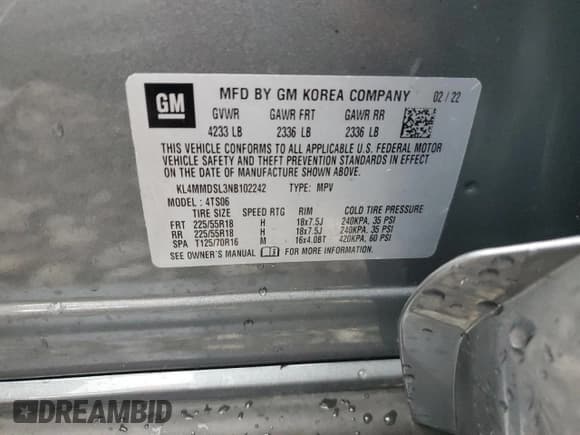 GM
MFD BY GM KOREA COMPANY 02/22
GVWR GAWR FRT GAWR RR
4233 LB 2336 LB 2336 LB
THIS VEHICLE CONFORMS TO ALL APPLICABLE U.S. FEDERAL MOTOR
VEHICLE SAFETY AND THEFT PREVENTION STANDARDS IN EFFECT
ON THE DATE OF MANUFACTURE SHOWN ABOVE.
KL4MMDSL3NB102242 TYPE: MPV
MODEL: 4TS06
TIRE SIZE SPEED RTG RIM COLD TIRE PRESSURE
FRT 225/55R18 H 18x7.5J 240KPA, 35 PSI
RR 225/55R18 H 18x7.5J 240KPA, 35 PSI
SPA T125/70R16 M 16x4.0BT 420KPA, 60 PSI
SEE OWNER'S MANUAL i FOR MORE INFORMATION.
DREAMBID